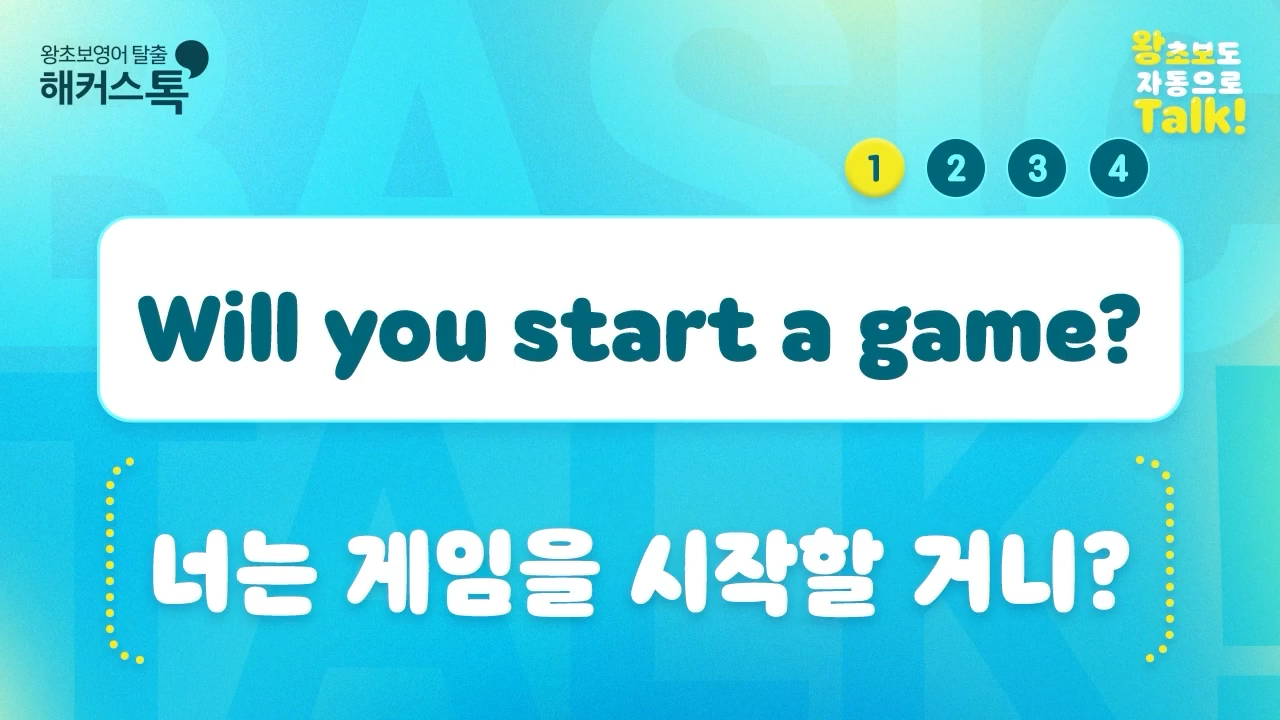 왕초보영어 탈출
해커스톡
왕초보도
자동으로
Talk!
1 2 3 4
Will you start a game?
너는 게임을 시작할 거니?
BASIC
TALK!